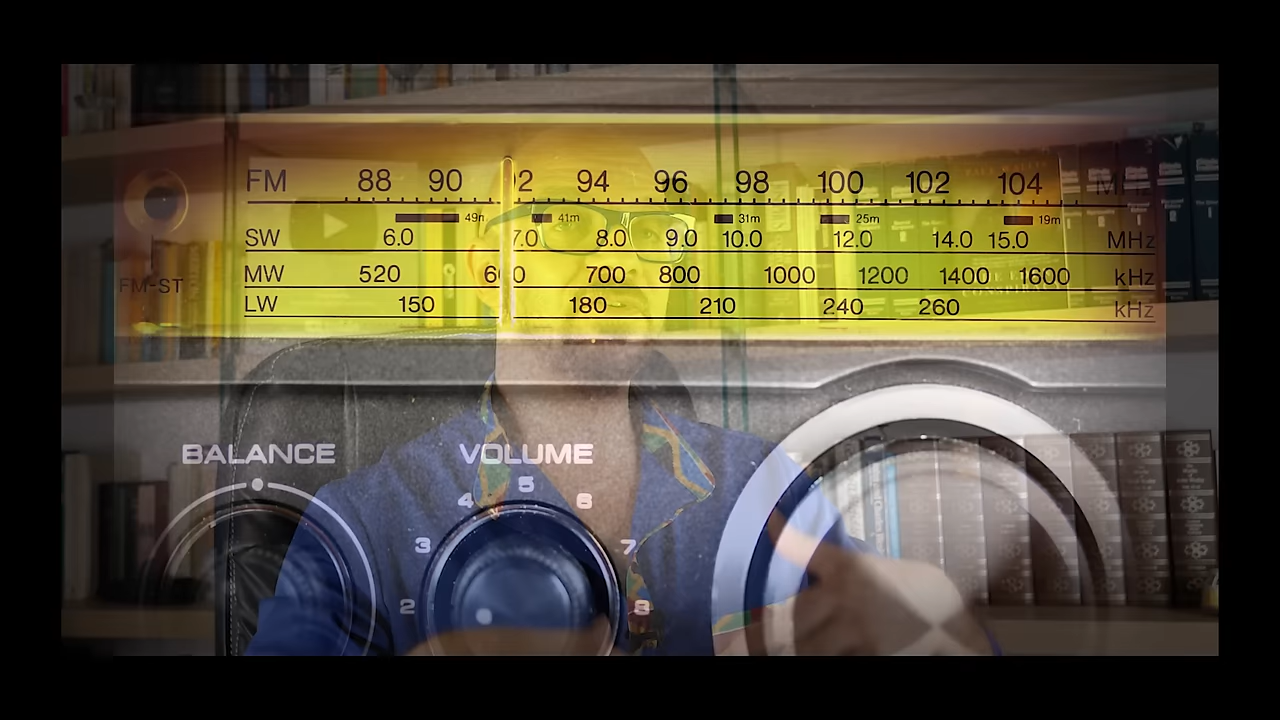 FM 88 90 92 94 96 98 100 102 104 MHz
49m 41m 31m 25m 19m
SW 6.0 7.0 8.0 9.0 10.0 12.0 14.0 15.0 MHz
MW 520 600 700 800 1000 1200 1400 1600 kHz
FM-ST
LW 150 180 210 240 260 kHz
BALANCE VOLUME
5
4 6
3 7
2 8